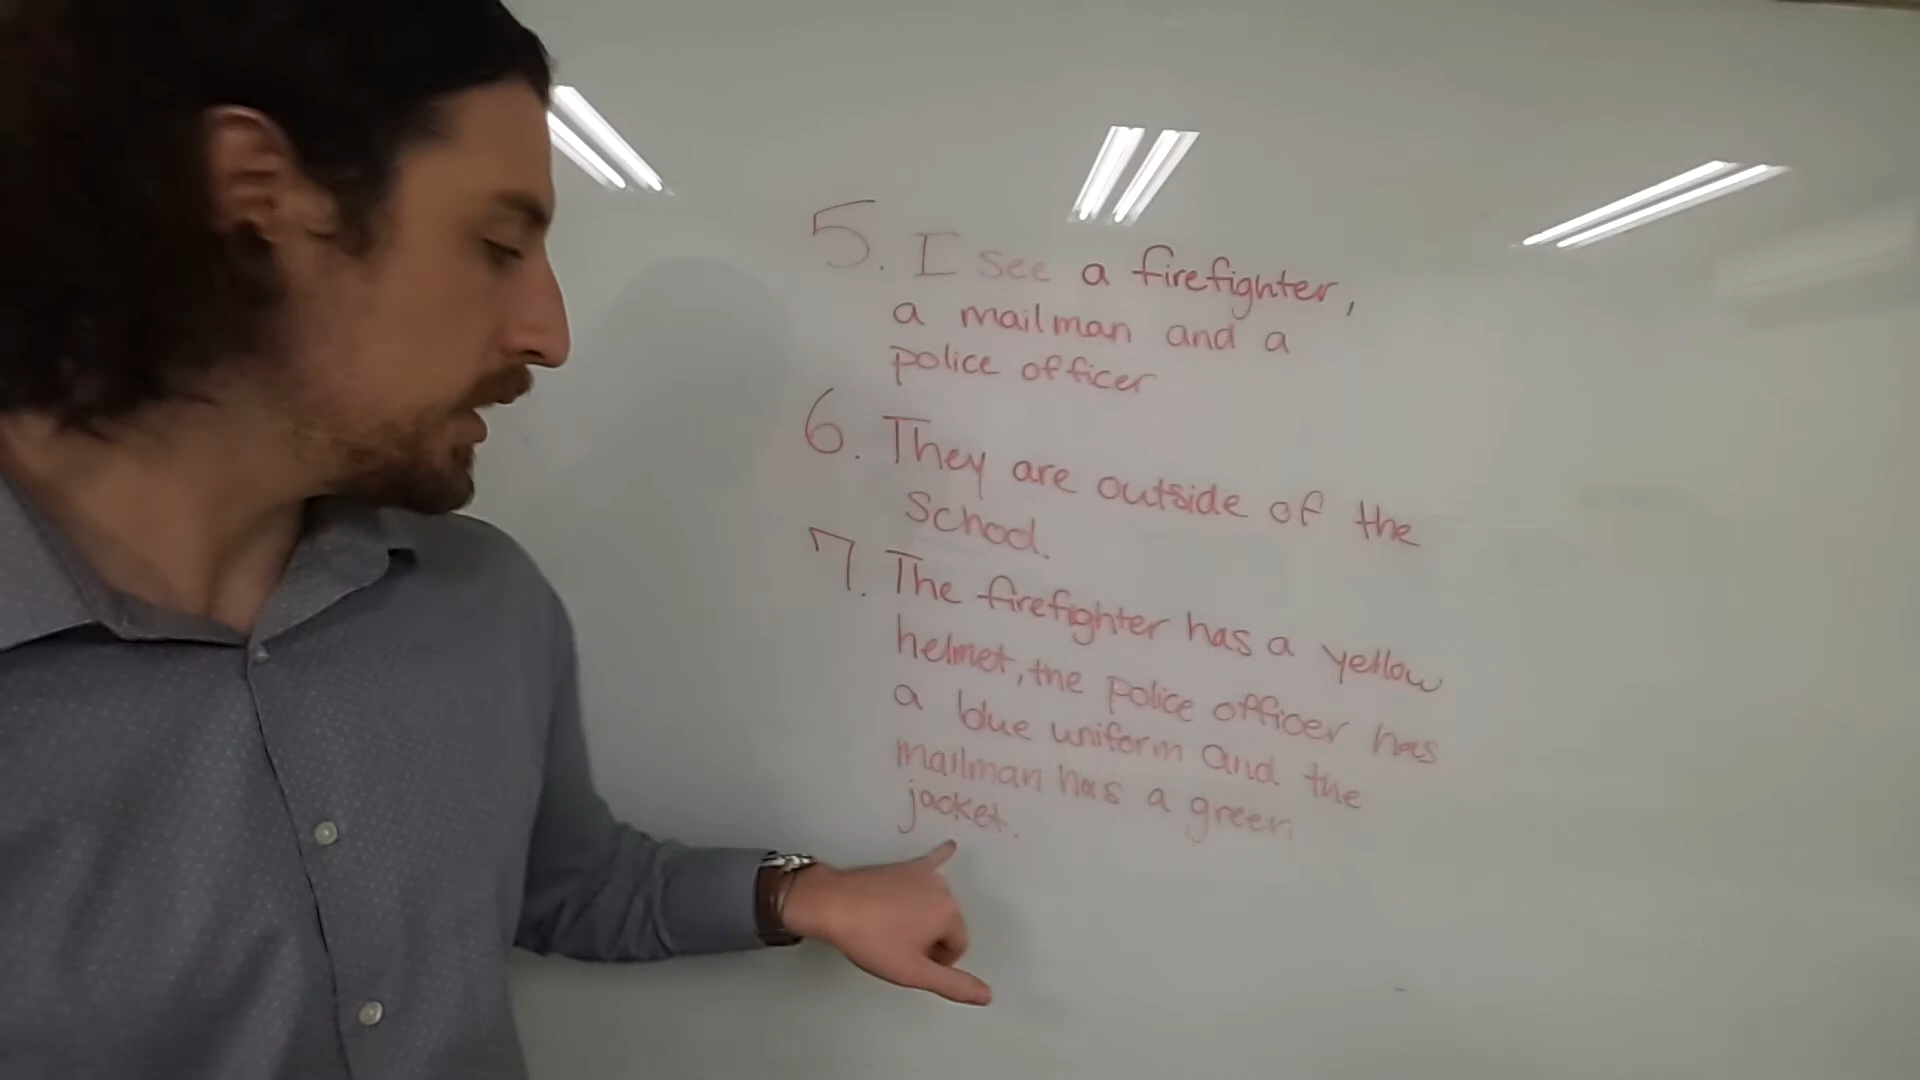 5. I see a firefighter,
a mailman and a
police officer
6. They are outside of the
School.
7. The firefighter has a yellow
helmet, the police officer has
a blue uniform and the
mailman has a green
jacket.